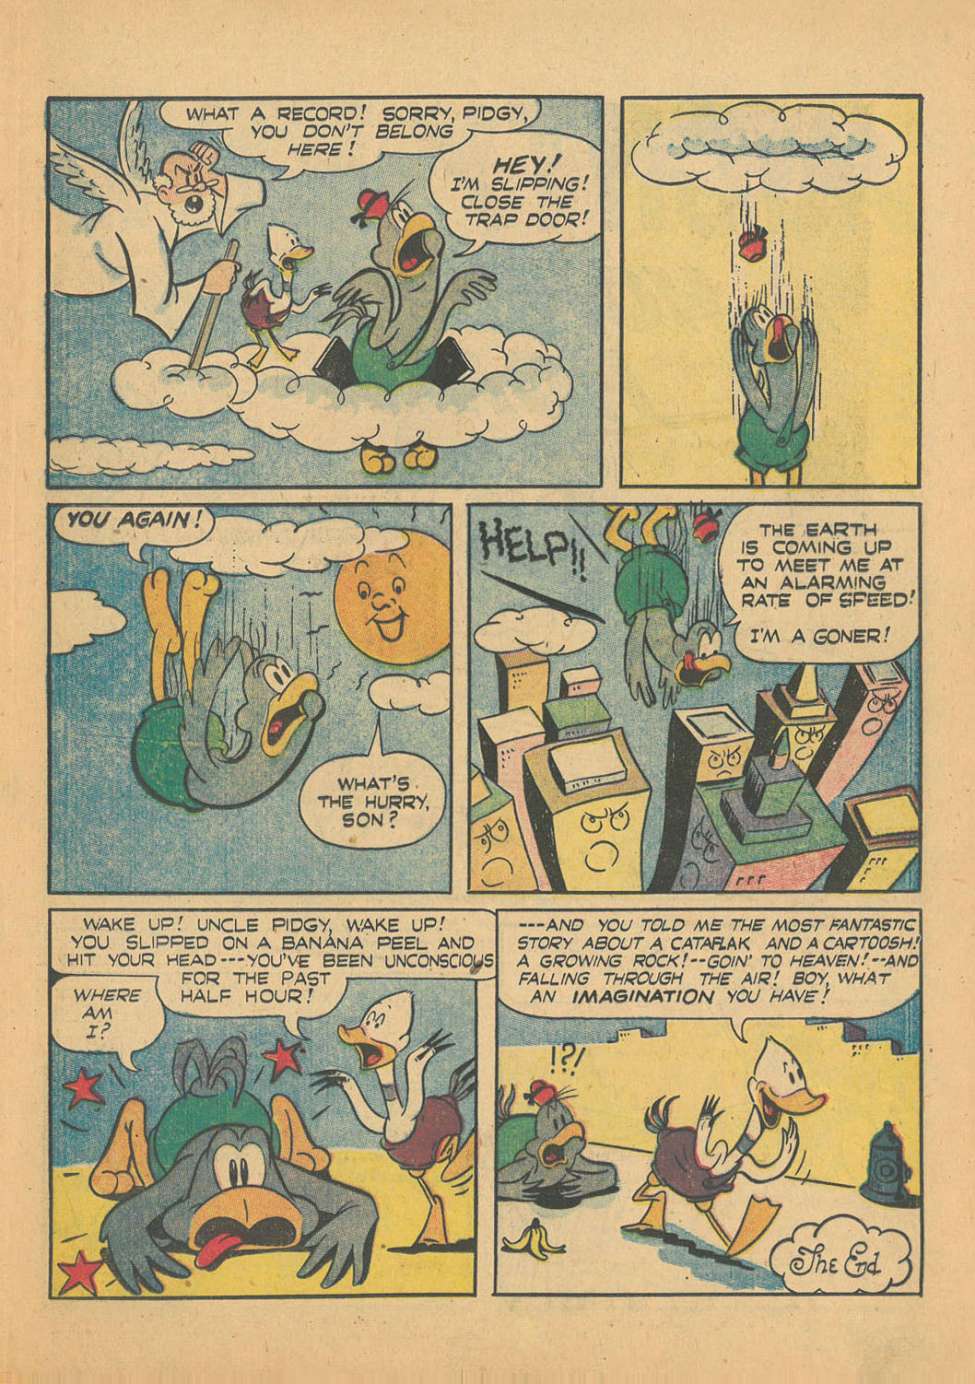 WHAT A RECORD! SORRY, PIDGY,
YOU DON'T BELONG
HERE!
HEY!
I'M SLIPPING!
CLOSE THE
TRAP DOOR!
YOU AGAIN!
WHAT'S
THE HURRY,
SON?
HELP!!
THE EARTH
IS COMING UP
TO MEET ME AT
AN ALARMING
RATE OF SPEED!
I'M A GONER!
WAKE UP! UNCLE PIDGY, WAKE UP!
YOU SLIPPED ON A BANANA PEEL AND
HIT YOUR HEAD---YOU'VE BEEN UNCONSCIOUS
FOR THE PAST
HALF HOUR!
WHERE
AM
I?
---AND YOU TOLD ME THE MOST FANTASTIC
STORY ABOUT A CATAFLAK AND A CARTOOSH!
A GROWING ROCK!--GOIN' TO HEAVEN!--AND
FALLING THROUGH THE AIR! BOY, WHAT
AN IMAGINATION YOU HAVE!
!?!
The End